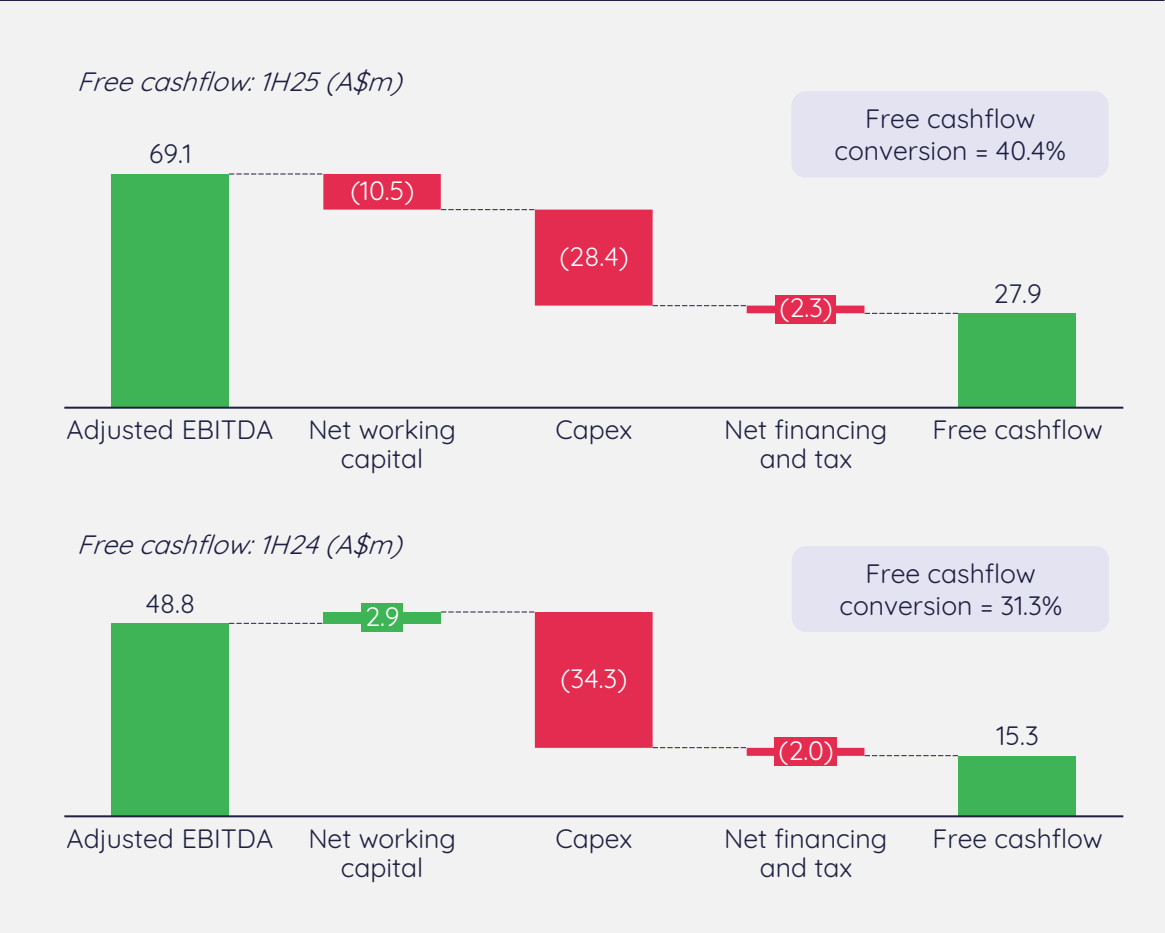 Free cashflow: 1H25 (A$m)
Free cashflow
conversion = 40.4%
69.1
(10.5)
(28.4)
(2.3)
27.9
Adjusted EBITDA
Net working
capital
Capex
Net financing
and tax
Free cashflow
Free cashflow: 1H24 (A$m)
Free cashflow
conversion = 31.3%
48.8
2.9
(34.3)
(2.0)
15.3
Adjusted EBITDA
Net working
capital
Capex
Net financing
and tax
Free cashflow